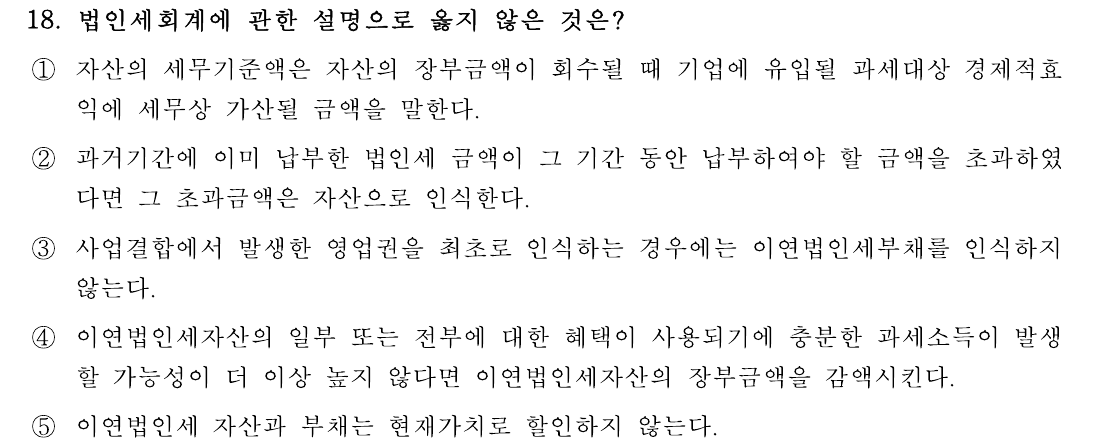 18. 법인세회계에 관한 설명으로 옳지 않은 것은?
① 자산의 세무기준액은 자산의 장부금액이 회수될 때 기업에 유입될 과세대상 경제적효
익에 세무상 가산될 금액을 말한다.
② 과거기간에 이미 납부한 법인세 금액이 그 기간 동안 납부하여야 할 금액을 초과하였
다면 그 초과금액은 자산으로 인식한다.
③ 사업결합에서 발생한 영업권을 최초로 인식하는 경우에는 이연법인세부채를 인식하지
않는다.
④ 이연법인세자산의 일부 또는 전부에 대한 혜택이 사용되기에 충분한 과세소득이 발생
할 가능성이 더 이상 높지 않다면 이연법인세자산의 장부금액을 감액시킨다.
⑤ 이연법인세 자산과 부채는 현재가치로 할인하지 않는다.